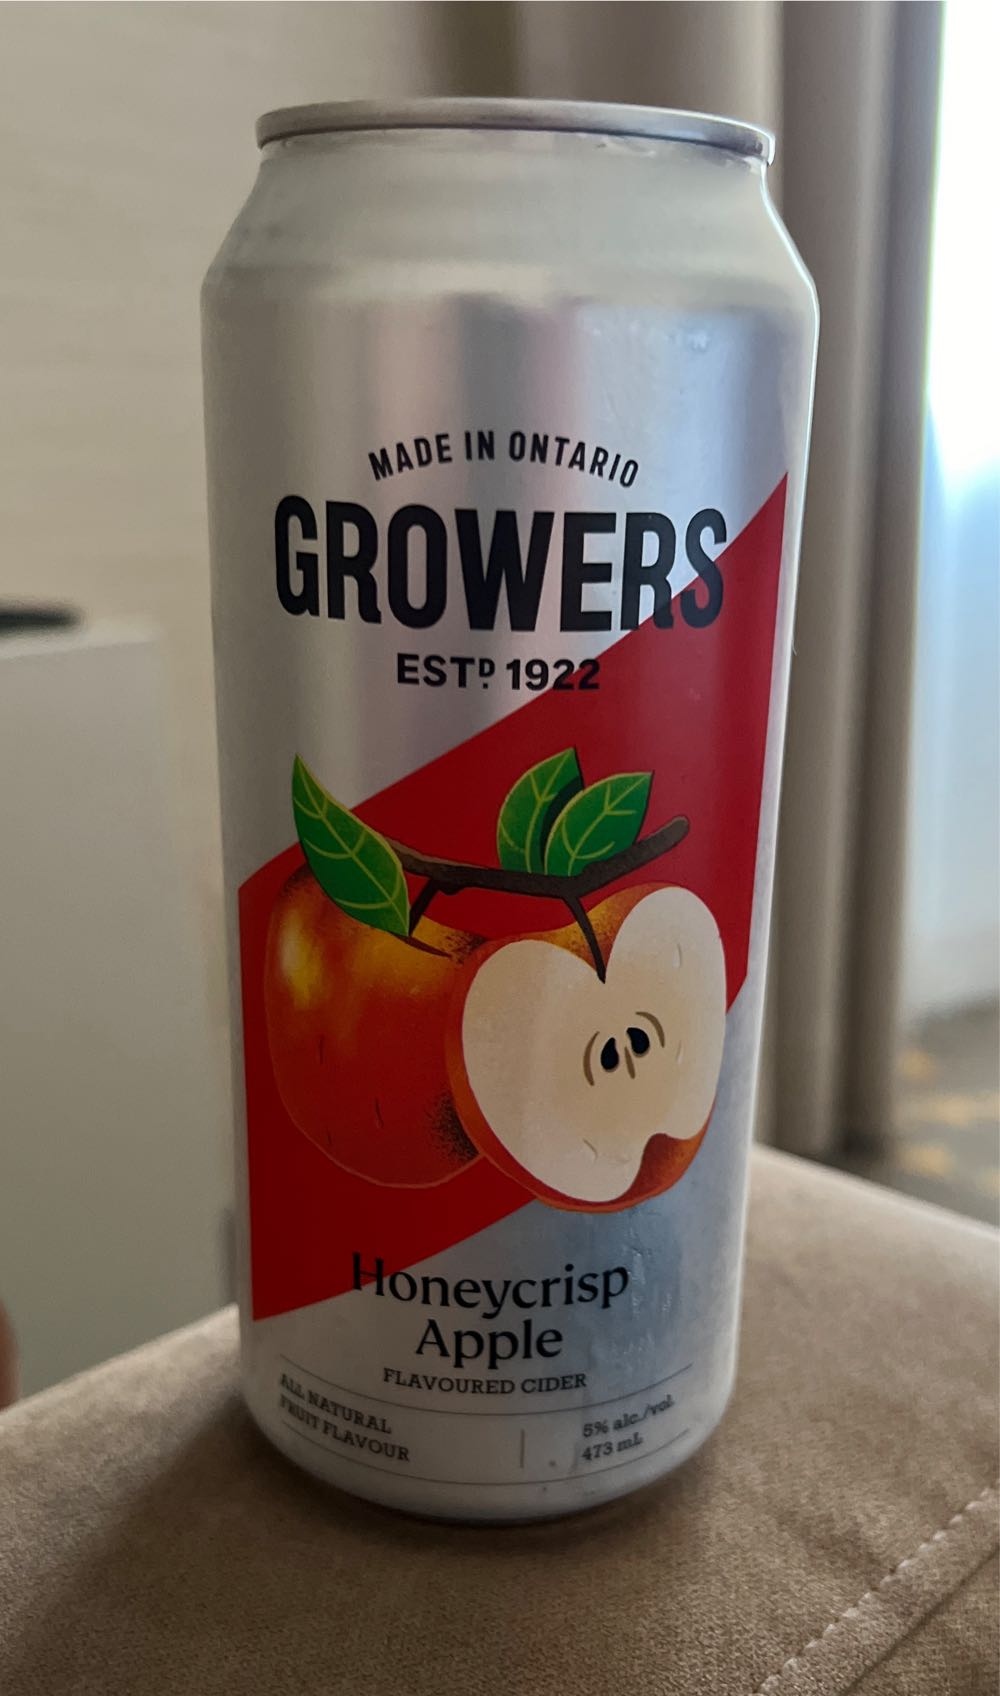 MADE IN ONTARIO
GROWERS
ESTD 1922
Honeycrisp
Apple
FLAVOURED CIDER
ALL NATURAL
FRUIT FLAVOUR
5% alc./vol.
473 mL